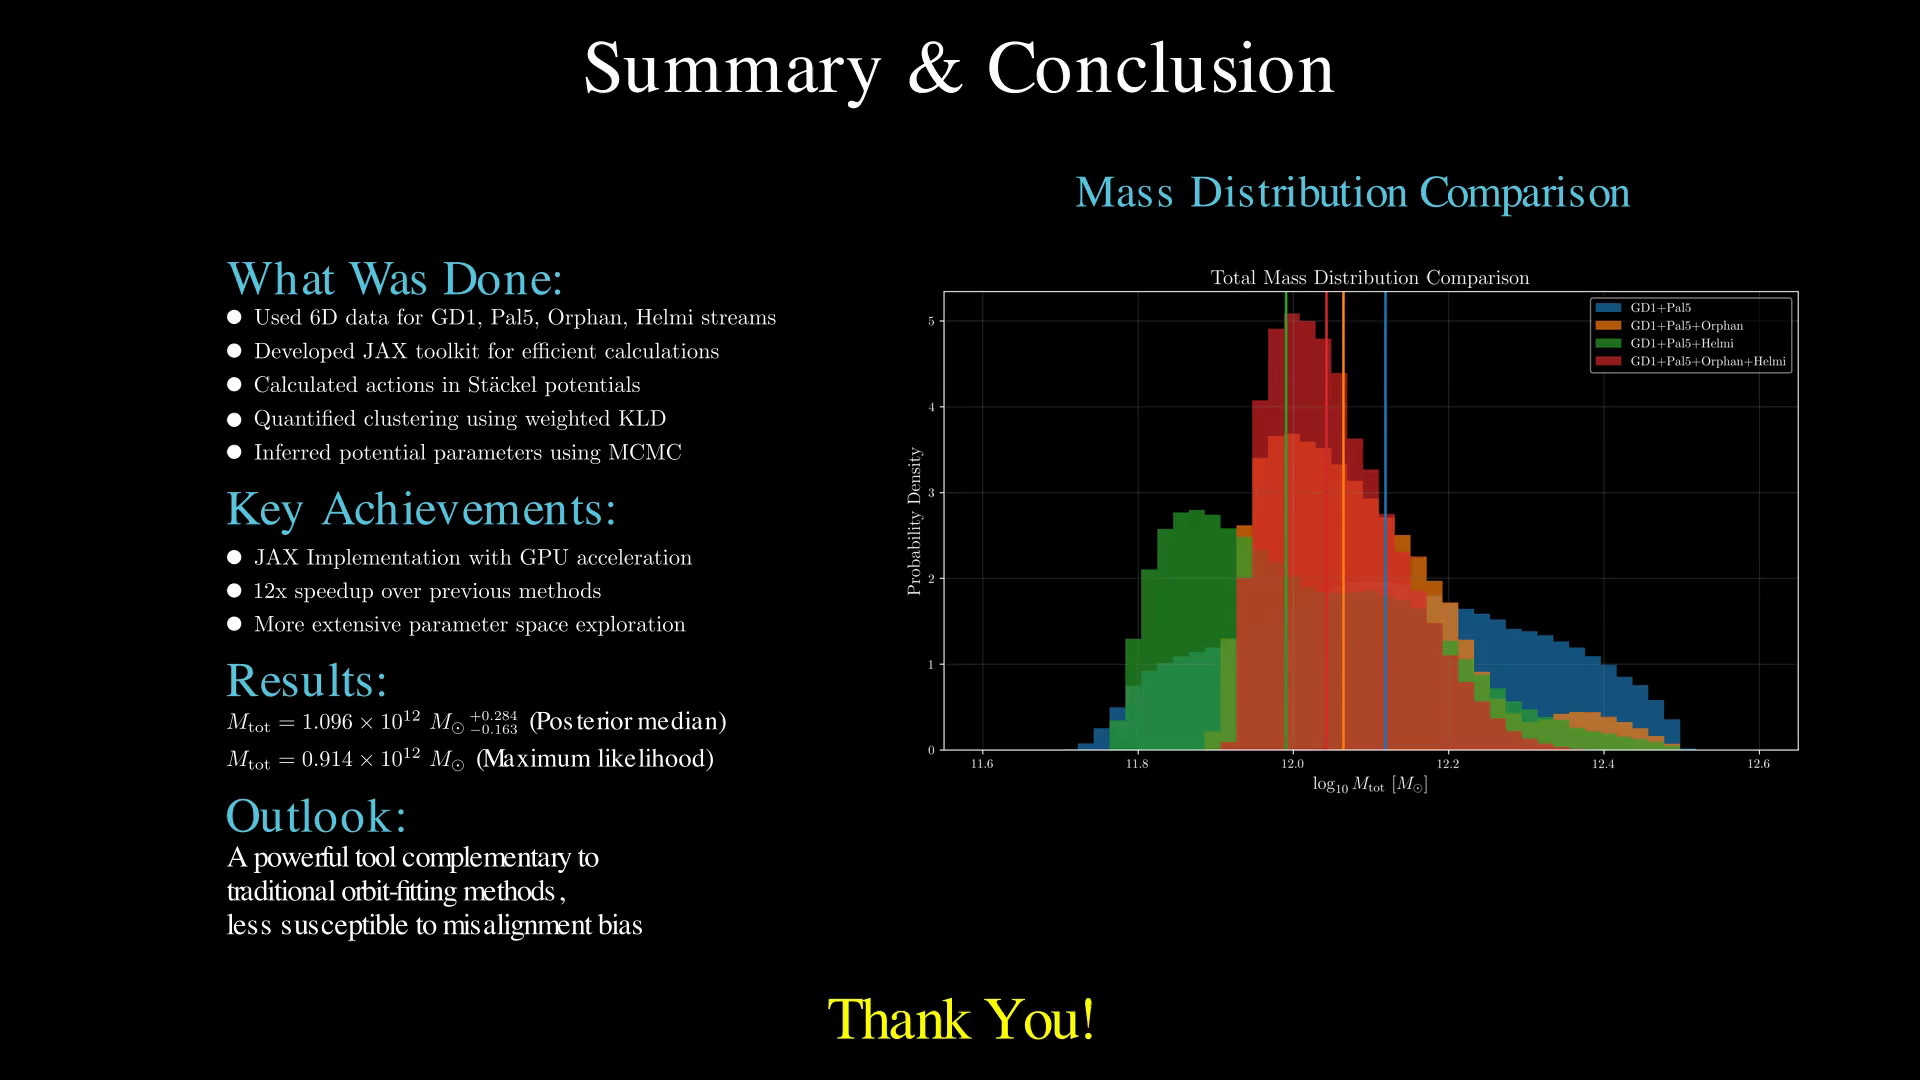 Summary & Conclusion
What Was Done:
● Used 6D data for GD1, Pal5, Orphan, Helmi streams
● Developed JAX toolkit for efficient calculations
● Calculated actions in Stäckel potentials
● Quantified clustering using weighted KLD
● Inferred potential parameters using MCMC
Key Achievements:
● JAX Implementation with GPU acceleration
● 12x speedup over previous methods
● More extensive parameter space exploration
Results:
M_tot = 1.096 × 10^12 M_⊙ ^+0.284 _−0.163 (Posterior median)
M_tot = 0.914 × 10^12 M_⊙ (Maximum likelihood)
Outlook:
A powerful tool complementary to
traditional orbit-fitting methods,
less susceptible to misalignment bias
Mass Distribution Comparison
Total Mass Distribution Comparison
GD1+Pal5
GD1+Pal5+Orphan
GD1+Pal5+Helmi
GD1+Pal5+Orphan+Helmi
Probability Density
5
4
3
2
1
0
11.6 11.8 12.0 12.2 12.4 12.6
log_10 M_tot [M_⊙]
Thank You!